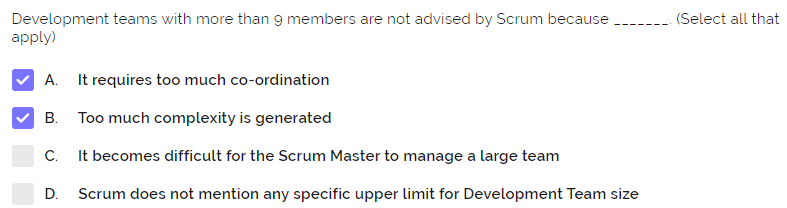 Development teams with more than 9 members are not advised by Scrum because _______. (Select all that
apply)
A. It requires too much co-ordination
B. Too much complexity is generated
C. It becomes difficult for the Scrum Master to manage a large team
D. Scrum does not mention any specific upper limit for Development Team size